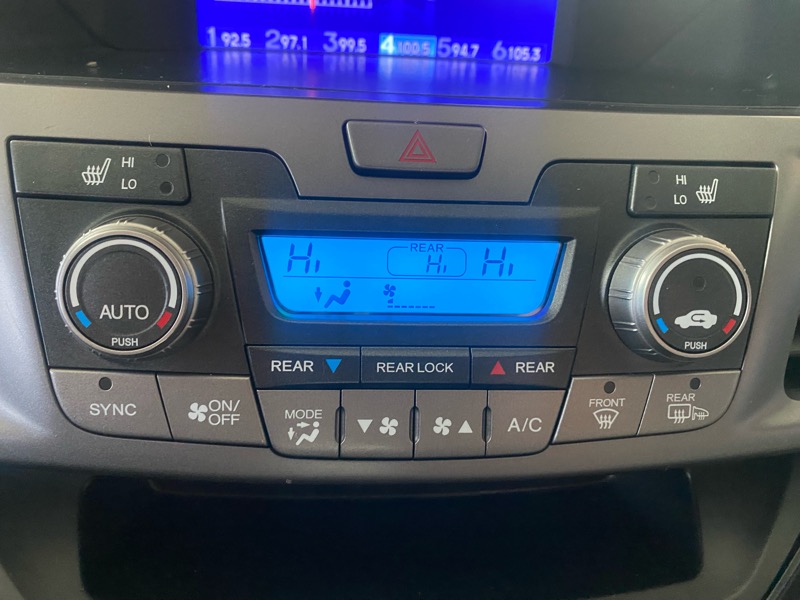 1 92.5 2 97.1 3 99.5 4 100.5 5 94.7 6 105.3
HI
LO
HI
LO
REAR
Hi Hi Hi
AUTO
PUSH
PUSH
REAR ▼ REAR LOCK ▲ REAR
SYNC
ON/
OFF
MODE
▼ ▲
A/C
FRONT
REAR